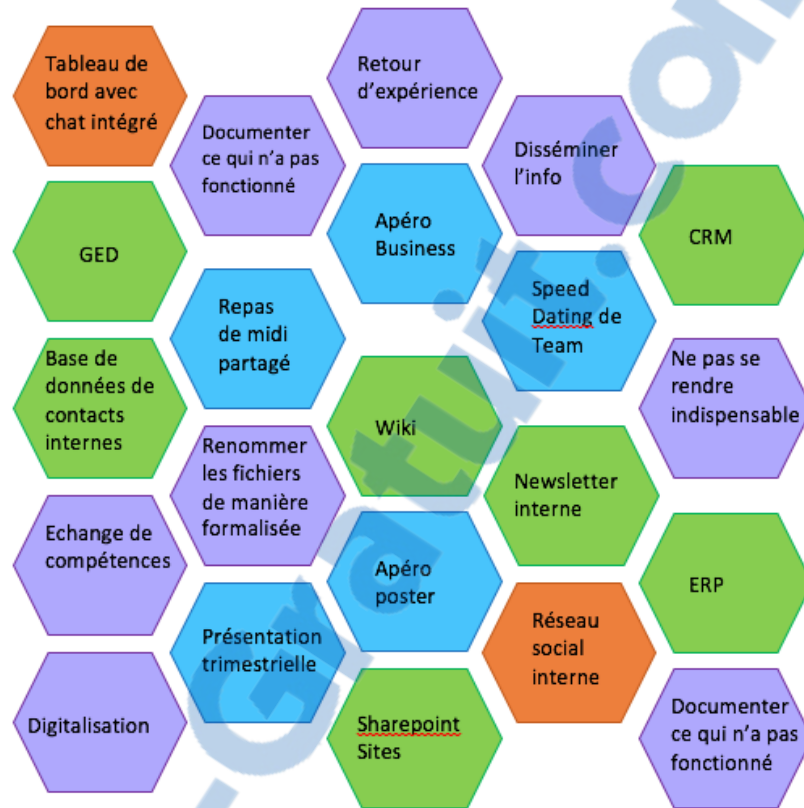 Tableau de
bord avec
chat intégré
Retour
d'expérience
Documenter
ce qui n'a pas
fonctionné
Disséminer
l'info
GED
Apéro
Business
CRM
Repas
de midi
partagé
Speed
Dating de
Team
Base de
données de
contacts
internes
Ne pas se
rendre
indispensable
Wiki
Renommer
les fichiers
de manière
formalisée
Newsletter
interne
Echange de
compétences
Apéro
poster
ERP
Présentation
trimestrielle
Réseau
social
interne
Digitalisation
Sharepoint
Sites
Documenter
ce qui n'a pas
fonctionné
-Gratuit.com